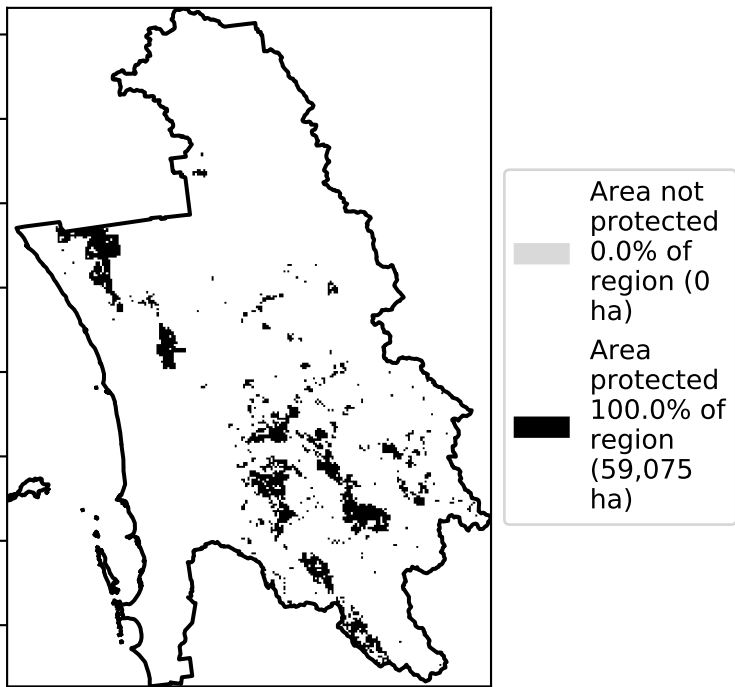 Area not
protected
0.0% of
region (0
ha)
Area
protected
100.0% of
region
(59,075
ha)